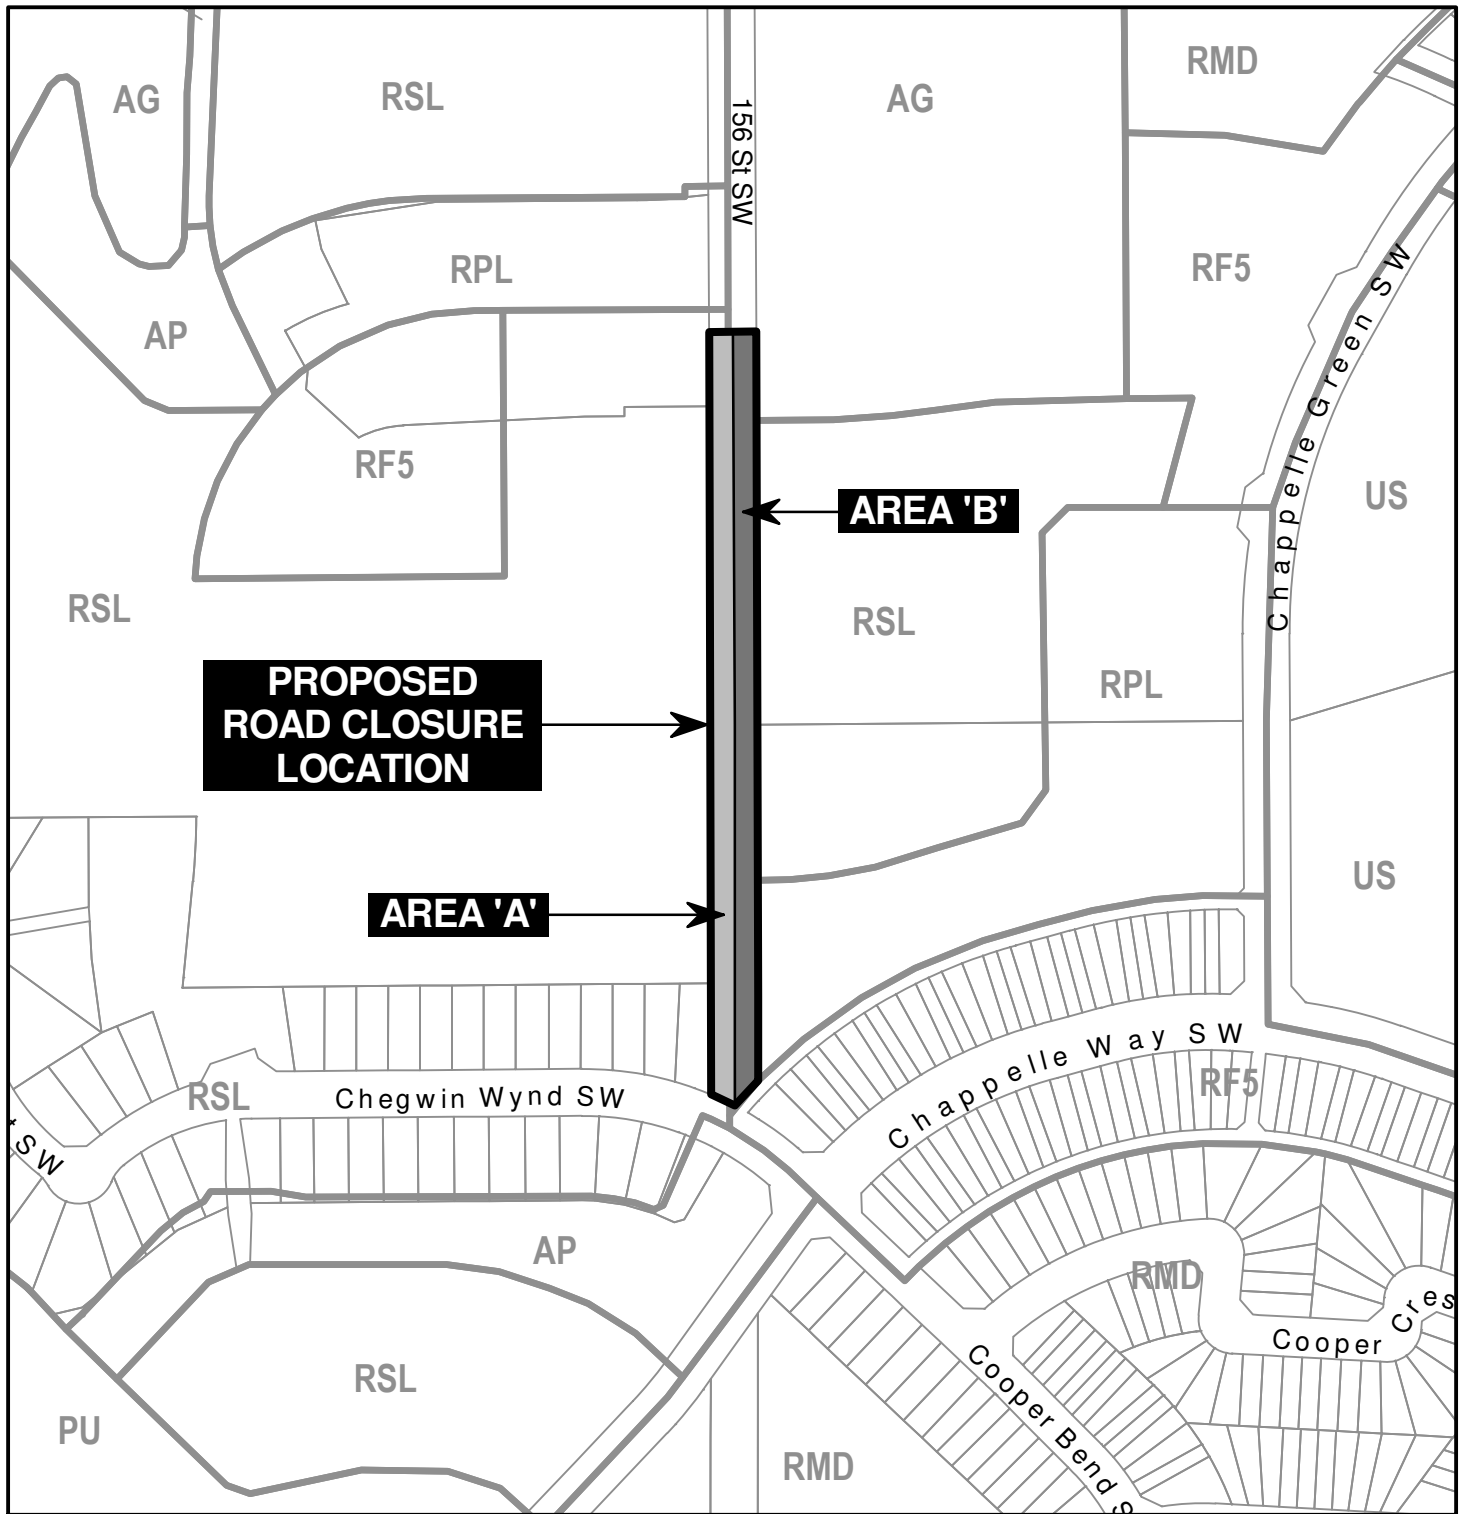 RMD
AG
RSL
AG
156 St SW
RPL
RF5
AP
Chappelle Green SW
RF5
US
AREA 'B'
RSL
RSL
PROPOSED
ROAD CLOSURE
LOCATION
RPL
US
AREA 'A'
Chappelle Way SW
RF5
RSL
Chegwin Wynd SW
SW
AP
RMD
Cooper Cres
RSL
Cooper Bend S
PU
RMD